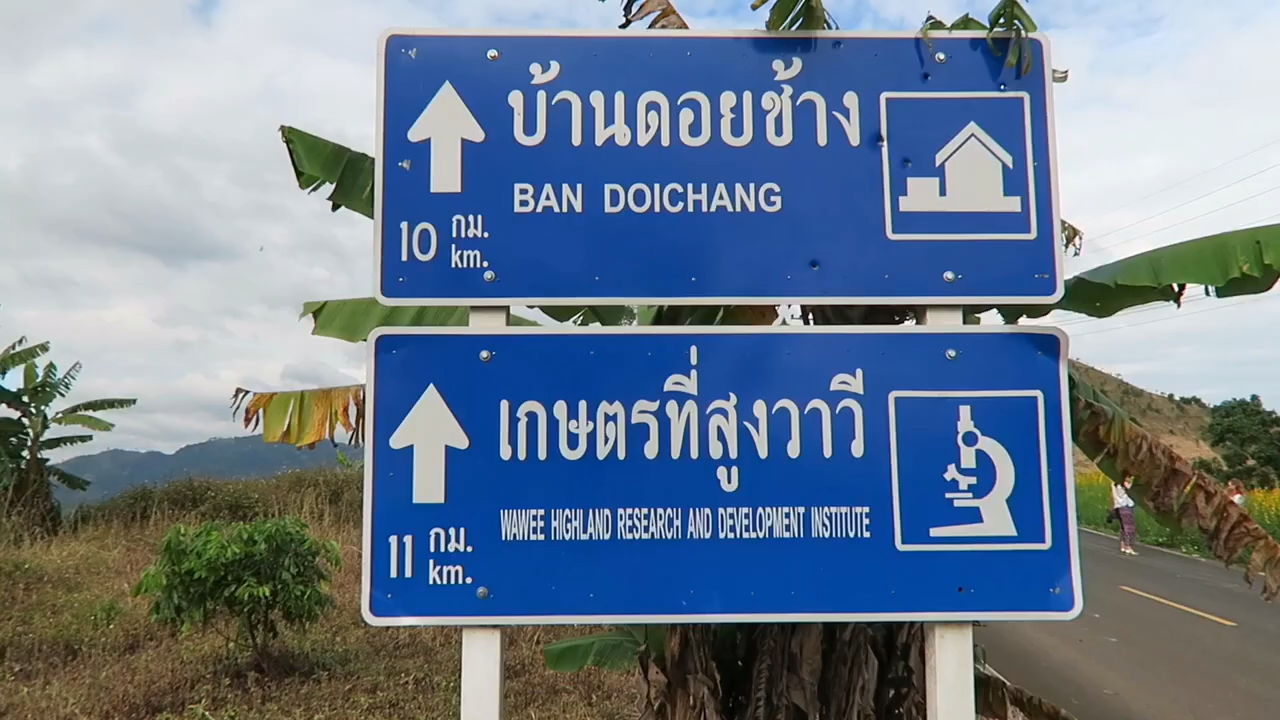 บ้านดอยช้าง
BAN DOICHANG
10 กม.
km.
เกษตรที่สูงวาวี
WAWEE HIGHLAND RESEARCH AND DEVELOPMENT INSTITUTE
11 กม.
km.